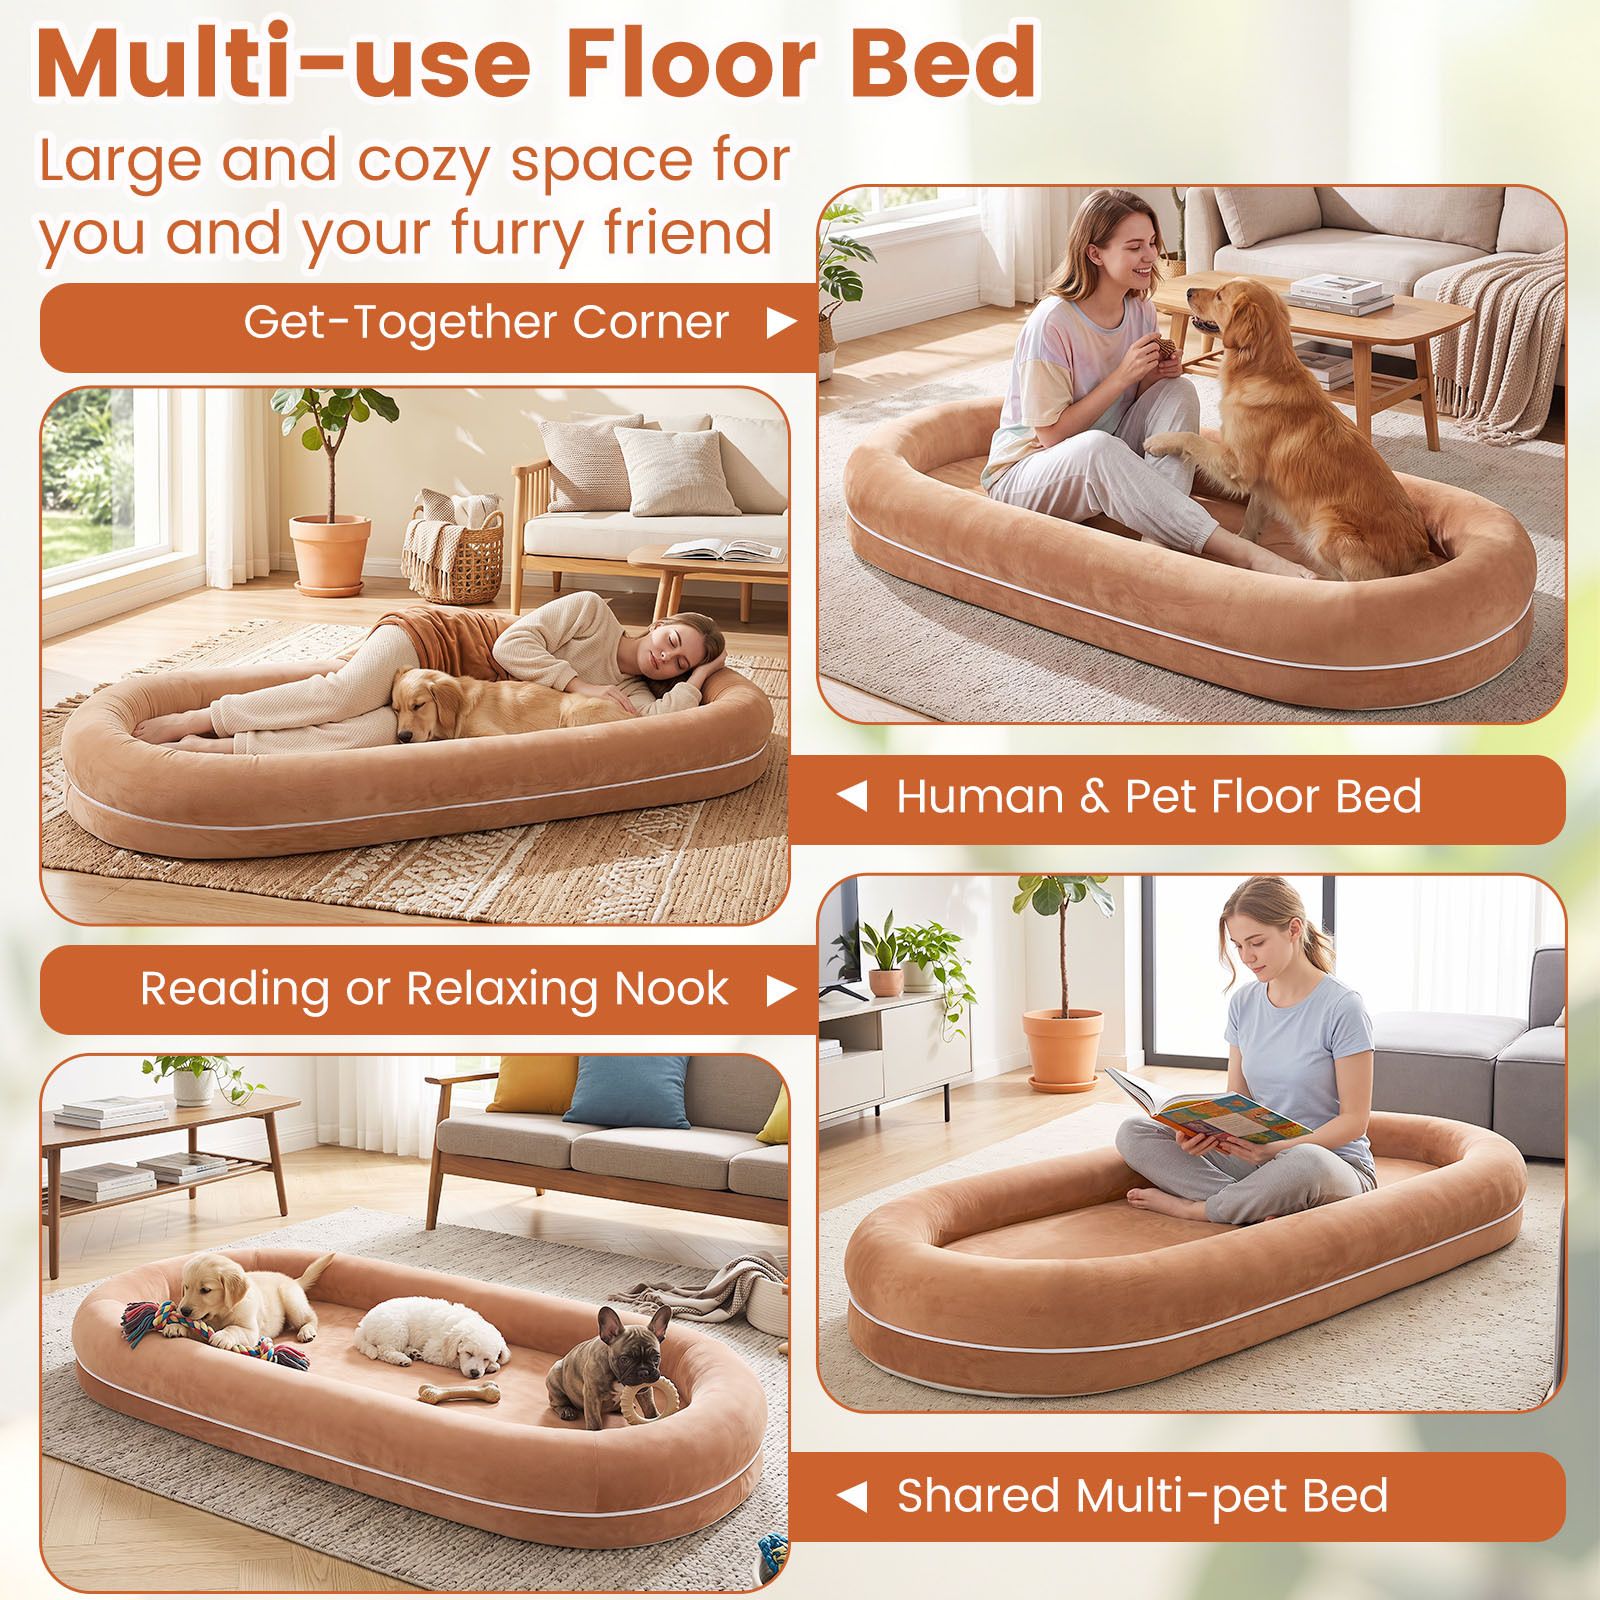 Multi-use Floor Bed
Large and cozy space for
you and your furry friend
Get-Together Corner
Human & Pet Floor Bed
Reading or Relaxing Nook
Shared Multi-pet Bed